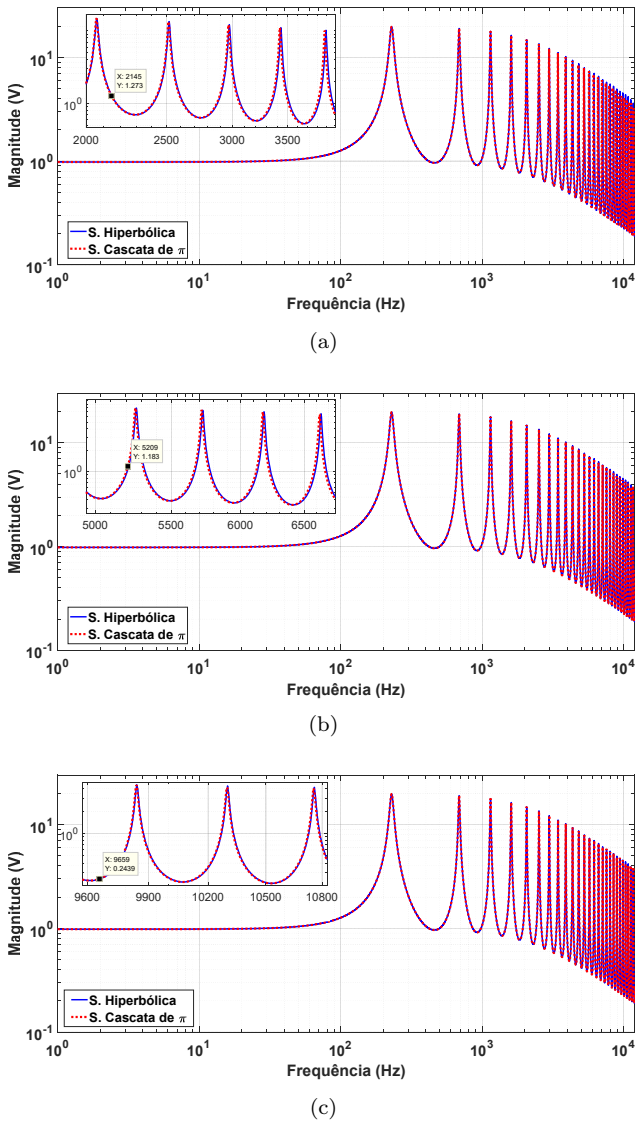 10^1
10^0
10^-1
Magnitude (V)
10^0
X: 2145
Y: 1.273
2000 2500 3000 3500
S. Hiperbólica
S. Cascata de π
10^0 10^1 10^2 10^3 10^4
Frequência (Hz)
(a)
10^1
10^0
10^-1
Magnitude (V)
10^0
X: 5209
Y: 1.183
5000 5500 6000 6500
S. Hiperbólica
S. Cascata de π
10^0 10^1 10^2 10^3 10^4
Frequência (Hz)
(b)
10^1
10^0
10^-1
Magnitude (V)
10^0
X: 9659
Y: 0.2439
9600 9900 10200 10500 10800
S. Hiperbólica
S. Cascata de π
10^0 10^1 10^2 10^3 10^4
Frequência (Hz)
(c)